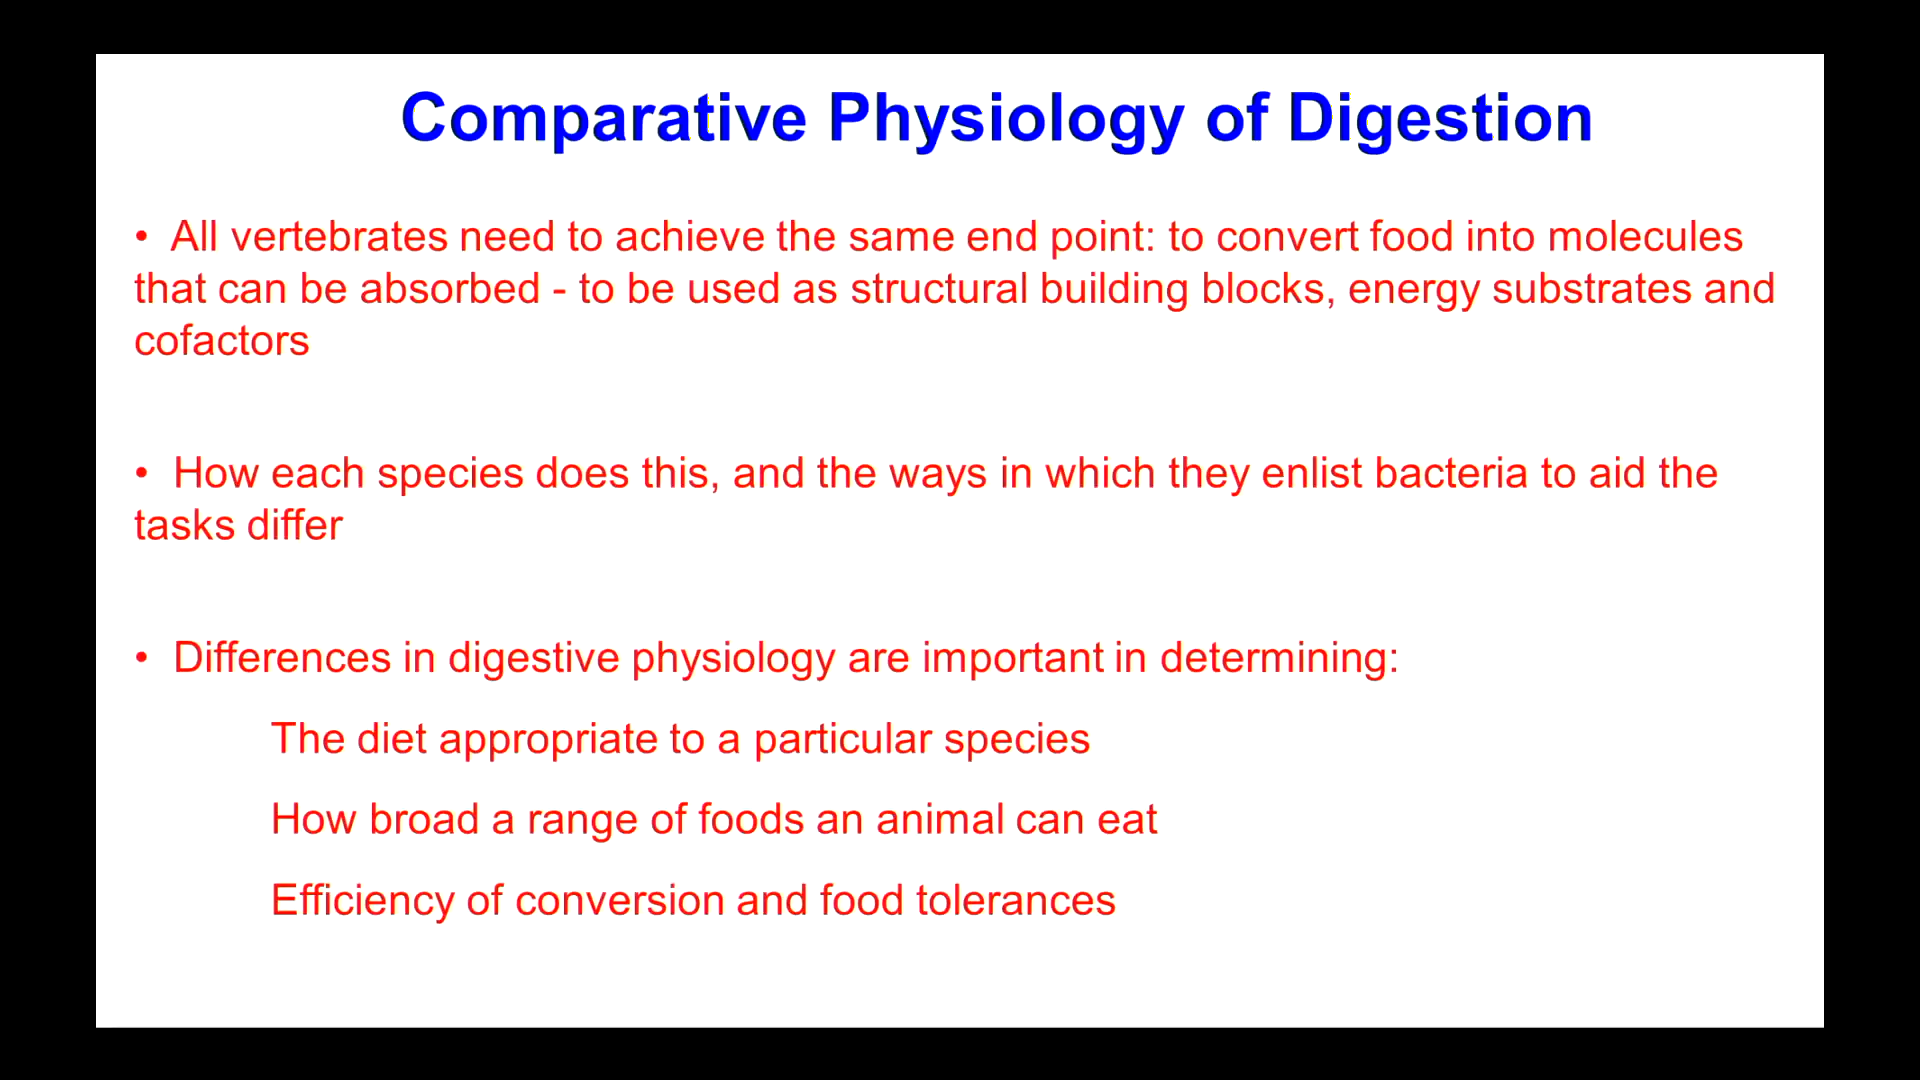 Comparative Physiology of Digestion
• All vertebrates need to achieve the same end point: to convert food into molecules
that can be absorbed - to be used as structural building blocks, energy substrates and
cofactors
• How each species does this, and the ways in which they enlist bacteria to aid the
tasks differ
• Differences in digestive physiology are important in determining:
The diet appropriate to a particular species
How broad a range of foods an animal can eat
Efficiency of conversion and food tolerances